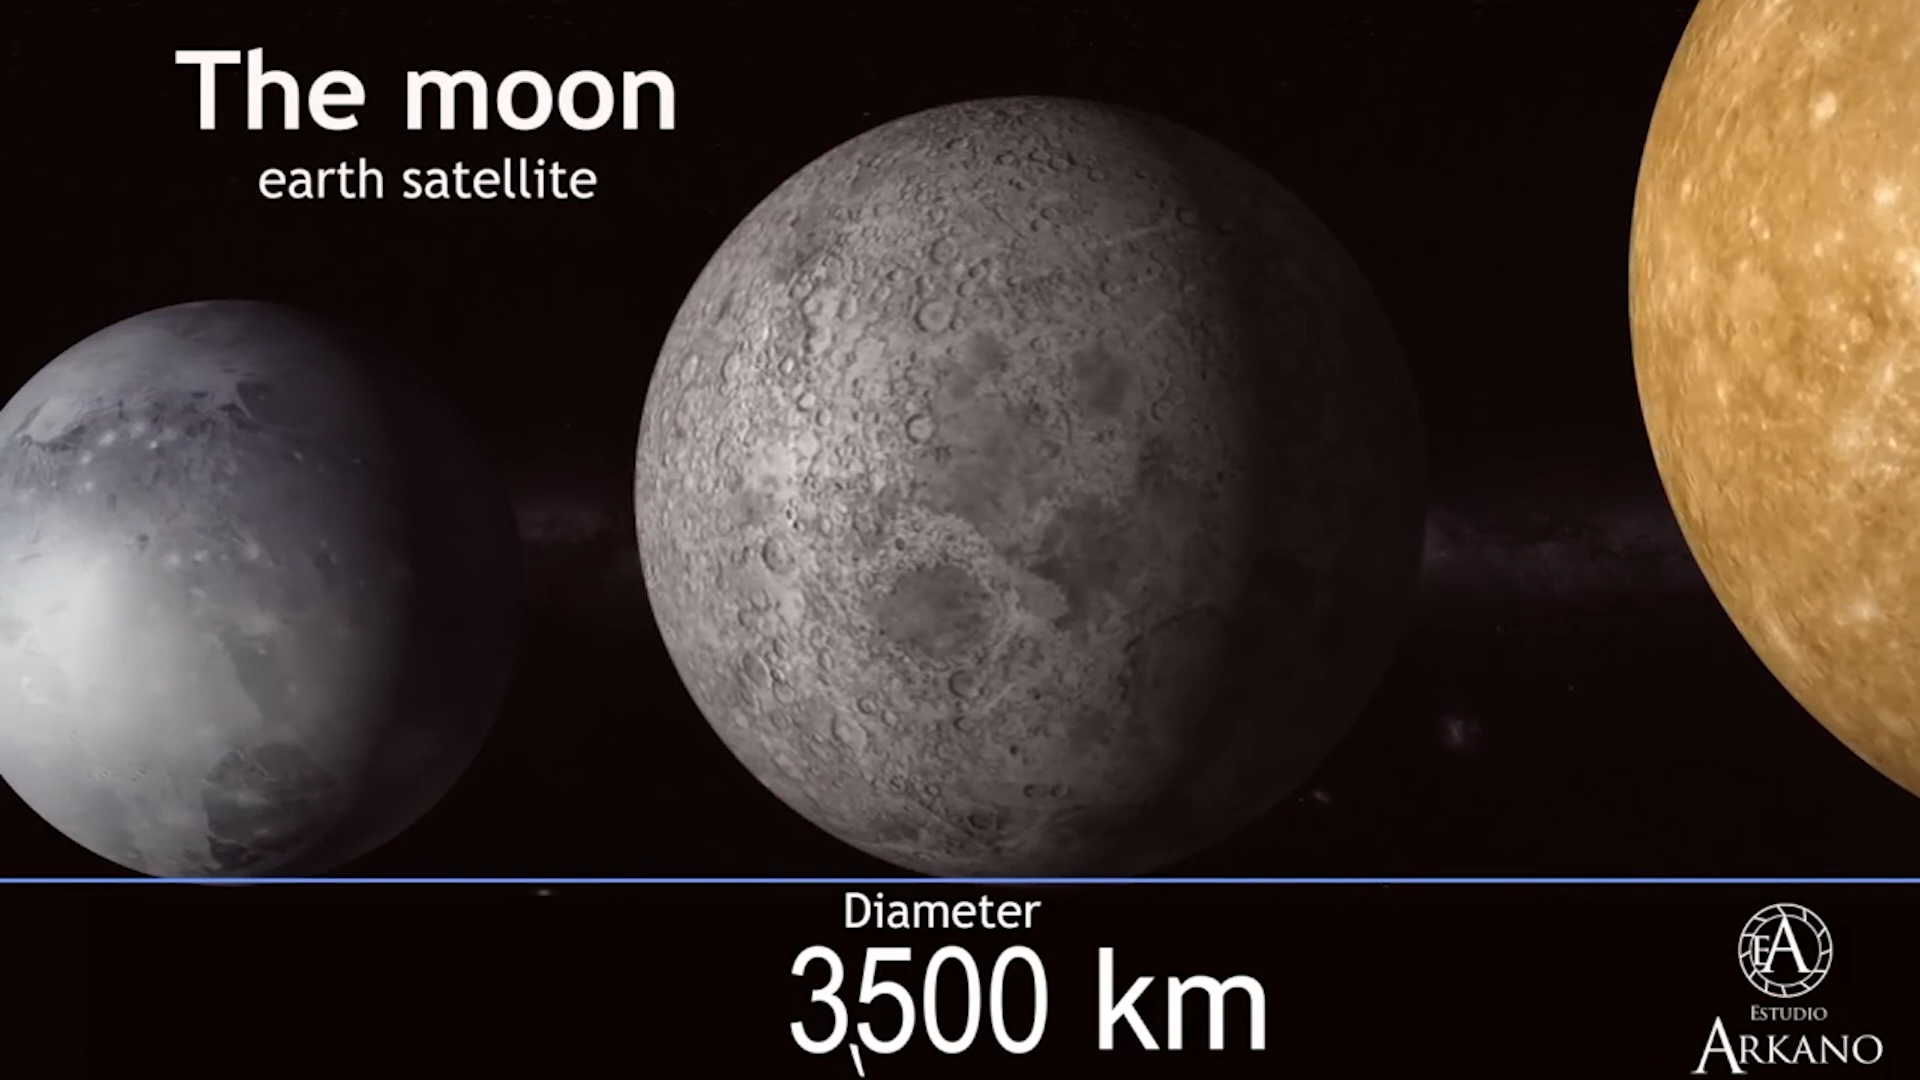 The moon
earth satellite
Diameter
3,500 km
EA
ESTUDIO
ARKANO